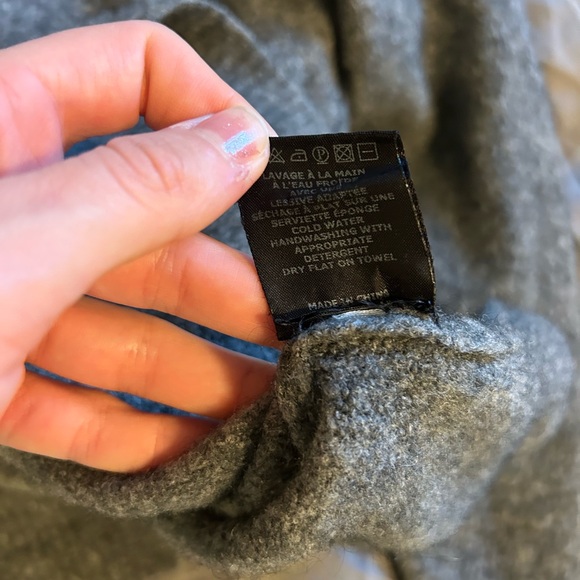 LAVAGE À LA MAIN
À L'EAU FROIDE
AVEC UNE
LESSIVE ADAPTÉE
SÉCHAGE À PLAT SUR UNE
SERVIETTE ÉPONGE
COLD WATER
HANDWASHING WITH
APPROPRIATE
DETERGENT
DRY FLAT ON TOWEL
MADE IN CHINA